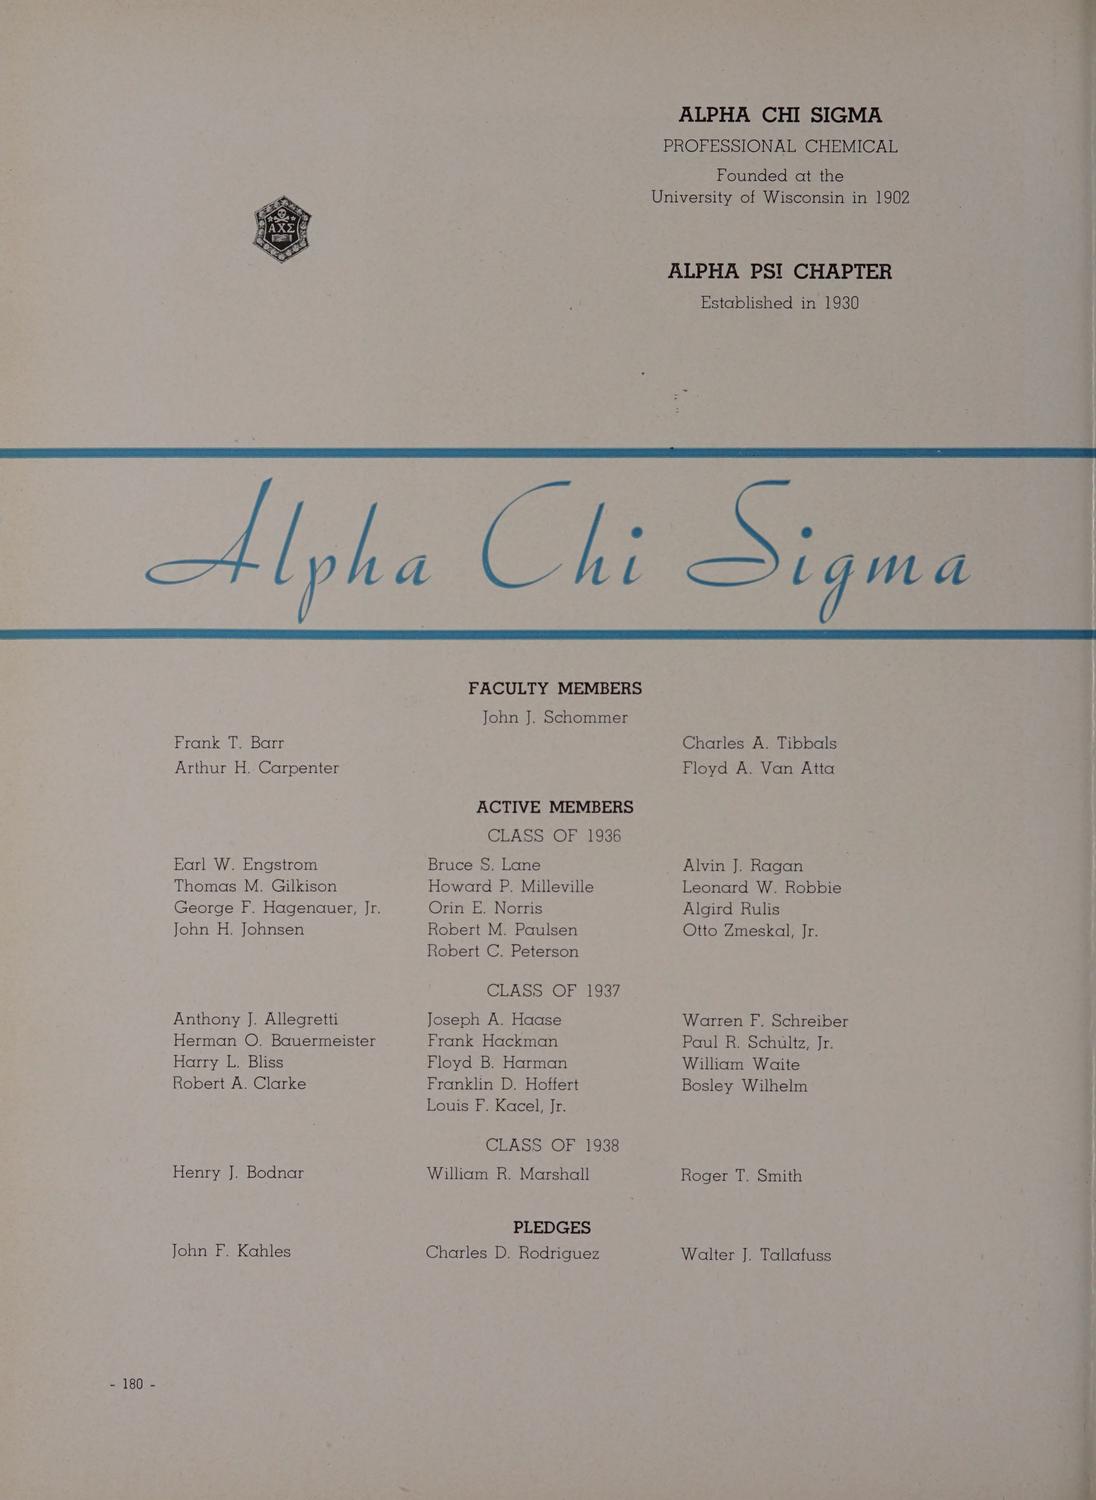 ALPHA CHI SIGMA
PROFESSIONAL CHEMICAL
Founded at the
University of Wisconsin in 1902
ΑΧΣ
ALPHA PSI CHAPTER
Established in 1930
Alpha Chi Sigma
FACULTY MEMBERS
John J. Schommer
Frank T. Barr Charles A. Tibbals
Arthur H. Carpenter Floyd A. Van Atta
ACTIVE MEMBERS
CLASS OF 1936
Earl W. Engstrom Bruce S. Lane Alvin J. Ragan
Thomas M. Gilkison Howard P. Milleville Leonard W. Robbie
George F. Hagenauer, Jr. Orin E. Norris Algird Rulis
John H. Johnsen Robert M. Paulsen Otto Zmeskal, Jr.
Robert C. Peterson
CLASS OF 1937
Anthony J. Allegretti Joseph A. Haase Warren F. Schreiber
Herman O. Bauermeister Frank Hackman Paul R. Schultz, Jr.
Harry L. Bliss Floyd B. Harman William Waite
Robert A. Clarke Franklin D. Hoffert Bosley Wilhelm
Louis F. Kacel, Jr.
CLASS OF 1938
Henry J. Bodnar William R. Marshall Roger T. Smith
PLEDGES
John F. Kahles Charles D. Rodriguez Walter J. Tallafuss
- 180 -